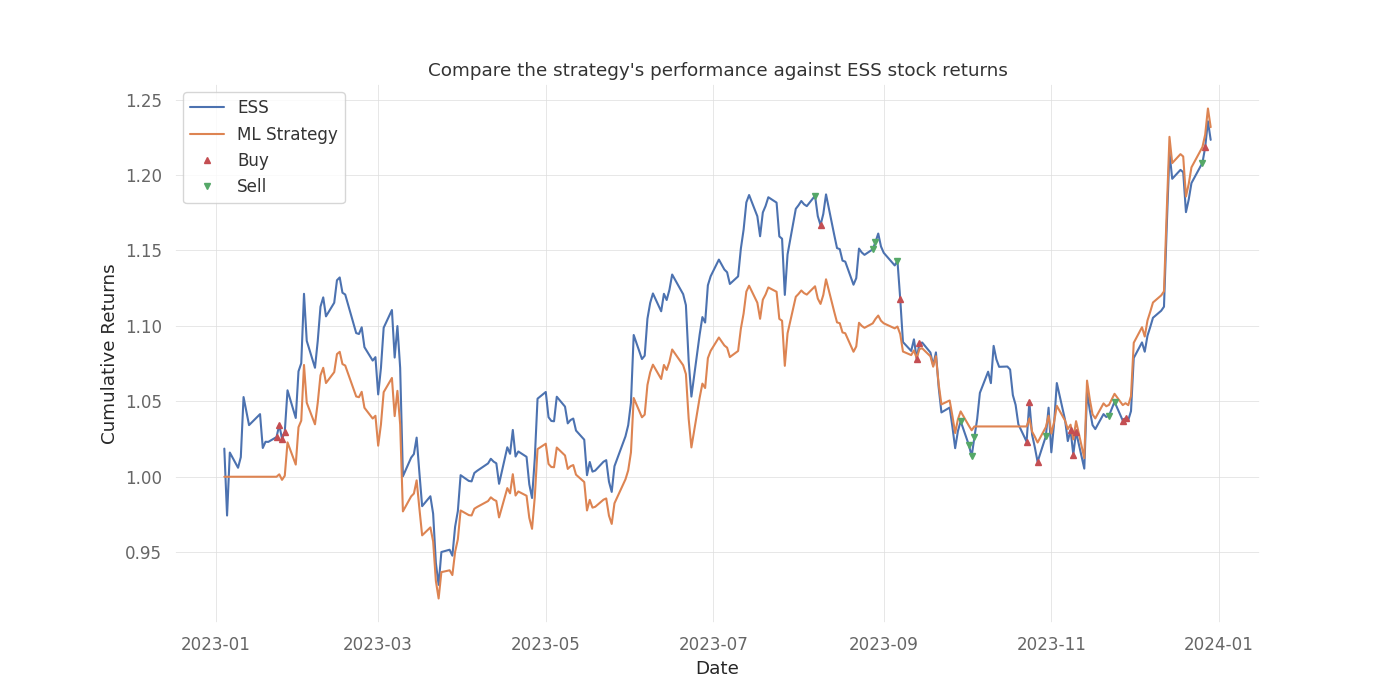 Compare the strategy's performance against ESS stock returns
ESS
ML Strategy
Buy
Sell
Cumulative Returns
1.25
1.20
1.15
1.10
1.05
1.00
0.95
2023-01
2023-03
2023-05
2023-07
2023-09
2023-11
2024-01
Date